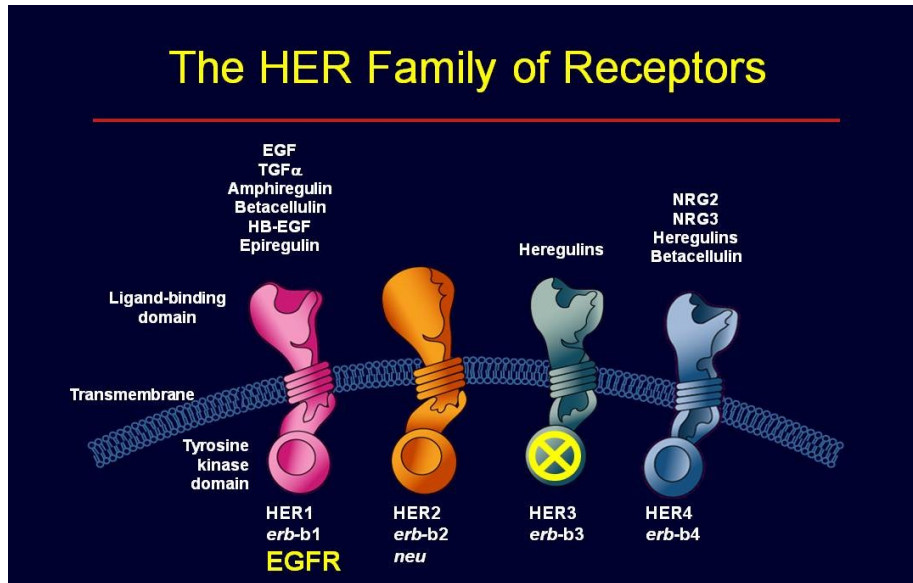 The HER Family of Receptors
EGF
TGFα
Amphiregulin
Betacellulin
HB-EGF
Epiregulin
Heregulins
NRG2
NRG3
Heregulins
Betacellulin
Ligand-binding
domain
Transmembrane
Tyrosine
kinase
domain
HER1
erb-b1
EGFR
HER2
erb-b2
neu
HER3
erb-b3
HER4
erb-b4